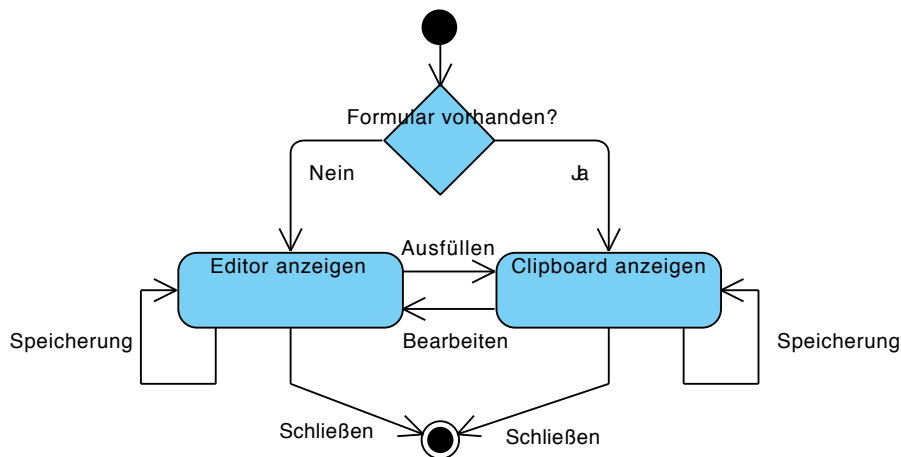 Formular vorhanden?
Nein
Ja
Ausfüllen
Editor anzeigen
Clipboard anzeigen
Speicherung
Bearbeiten
Speicherung
Schließen
Schließen